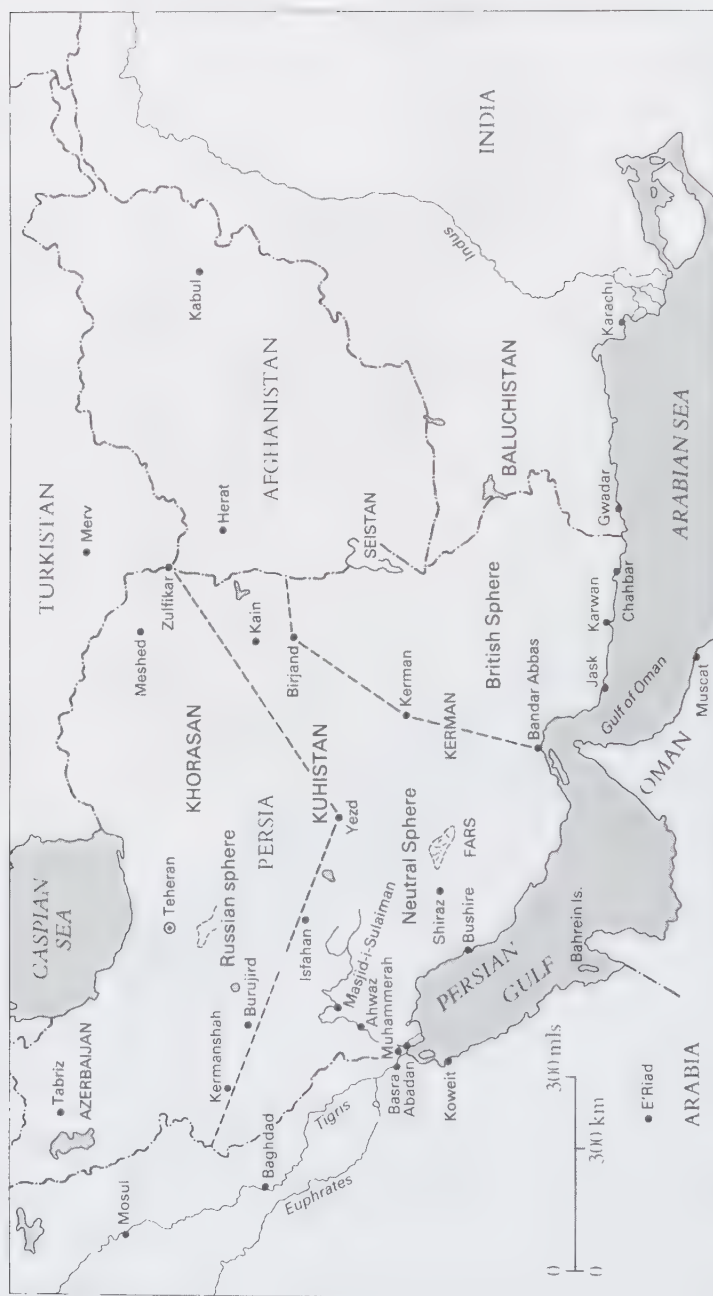 CASPIAN
SEA
TURKISTAN
Merv
Tabriz
AZERBAIJAN
Mosul
Teheran
KHORASAN
Meshed
Zulfikar
Herat
Kabul
AFGHANISTAN
Russian sphere
PERSIA
Kain
Birjand
KUHISTAN
Yezd
Kermanshah
Burujird
Isfahan
Baghdad
Tigris
Euphrates
Masjid-i-Sulaiman
Ahwaz
Muhammerah
Basra
Abadan
Koweit
Neutral Sphere
Shiraz
FARS
Bushire
Kerman
KERMAN
SEISTAN
British Sphere
BALUCHISTAN
INDIA
Indus
Karachi
Gwadar
Chahbar
Karwan
Jask
Bandar Abbas
PERSIAN
GULF
Bahrein Is.
Gulf of Oman
OMAN
Muscat
ARABIAN SEA
E'Riad
ARABIA
0 300 mls
0 300 km